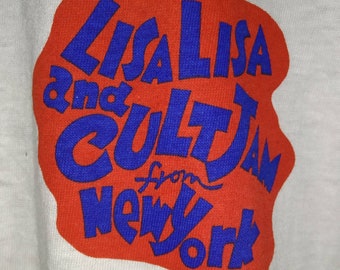 LISA LISA
and
CULT JAM
from
New York